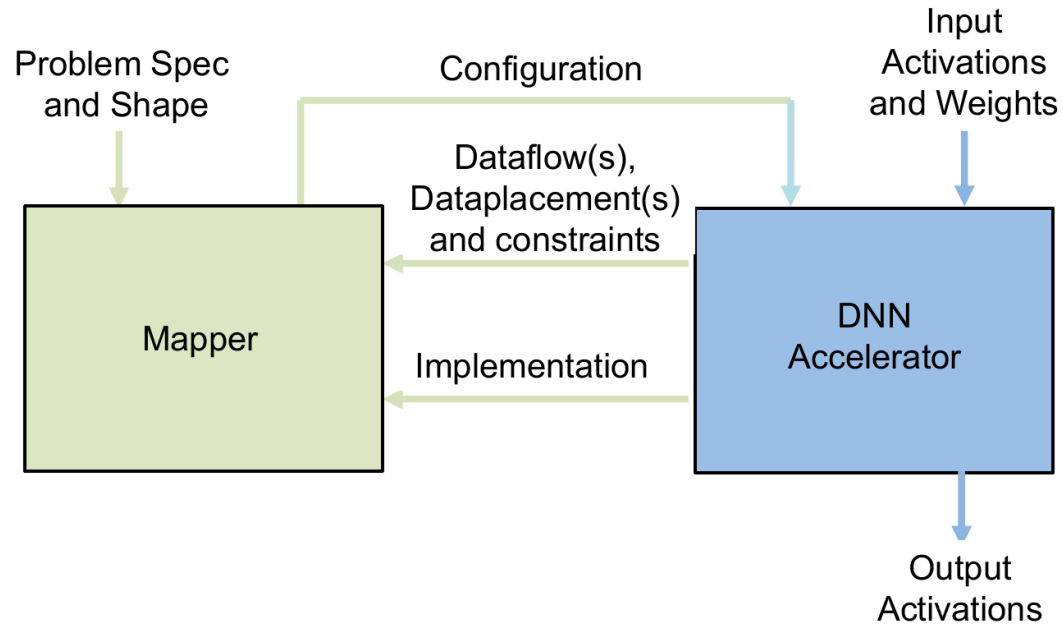 Problem Spec
and Shape
Configuration
Input
Activations
and Weights
Dataflow(s),
Dataplacement(s)
and constraints
Mapper
Implementation
DNN
Accelerator
Output
Activations